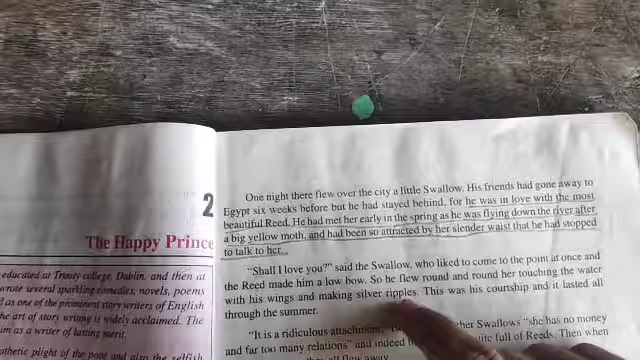 2
The Happy Prince
educated at Trinity college, Dublin, and then at
wrote several sparkling comedies, novels, poems
d as one of the prominent story writers of English
he art of story writing is widely acclaimed. The
im as a writer of lasting merit.
athetic plight of the poor and also the selfish
One night there flew over the city a little Swallow. His friends had gone away to
Egypt six weeks before but he had stayed behind, for he was in love with the most
beautiful Reed. He had met her early in the spring as he was flying down the river after
a big yellow moth, and had been so attracted by her slender waist that he had stopped
to talk to her.
"Shall I love you?" said the Swallow, who liked to come to the point at once and
the Reed made him a low bow. So he flew round and round her touching the water
with his wings and making silver ripples. This was his courtship and it lasted all
through the summer.
"It is a ridiculous attachment," Swallows "she has no money
and far too many relations" and indeed full of Reeds. Then when
all flew away